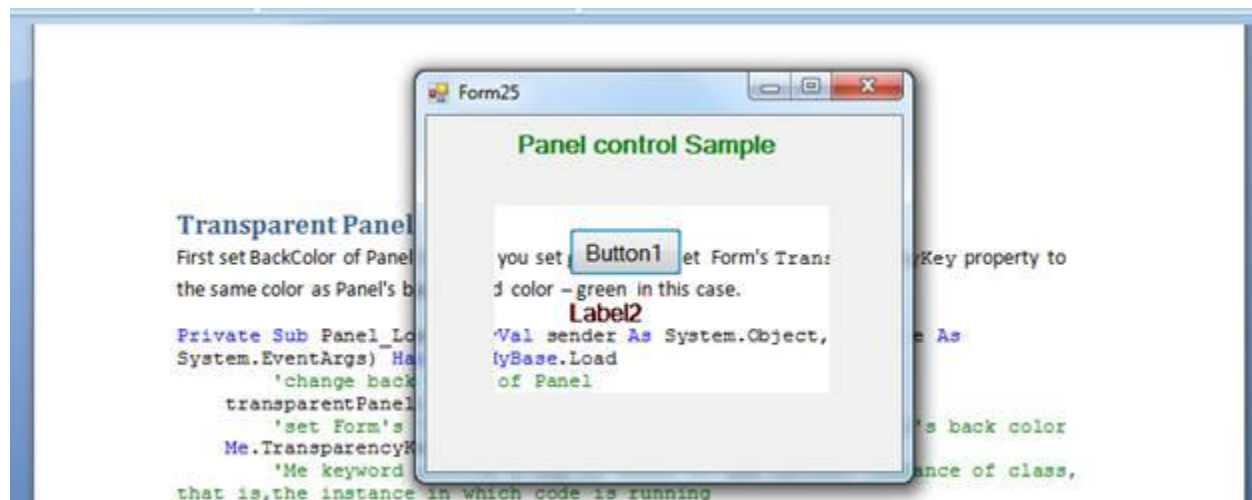 Form25
Panel control Sample
Transparent Panel
First set BackColor of Panel you set Button1 et Form's Trans yKey property to
the same color as Panel's b d color – green in this case.
Label2
Private Sub Panel_Lo yVal sender As System.Object, e As
System.EventArgs) Ha MyBase.Load
'change back of Panel
transparentPanel
'set Form's 's back color
Me.TransparencyK
'Me keyword ance of class,
that is,the instance in which code is running